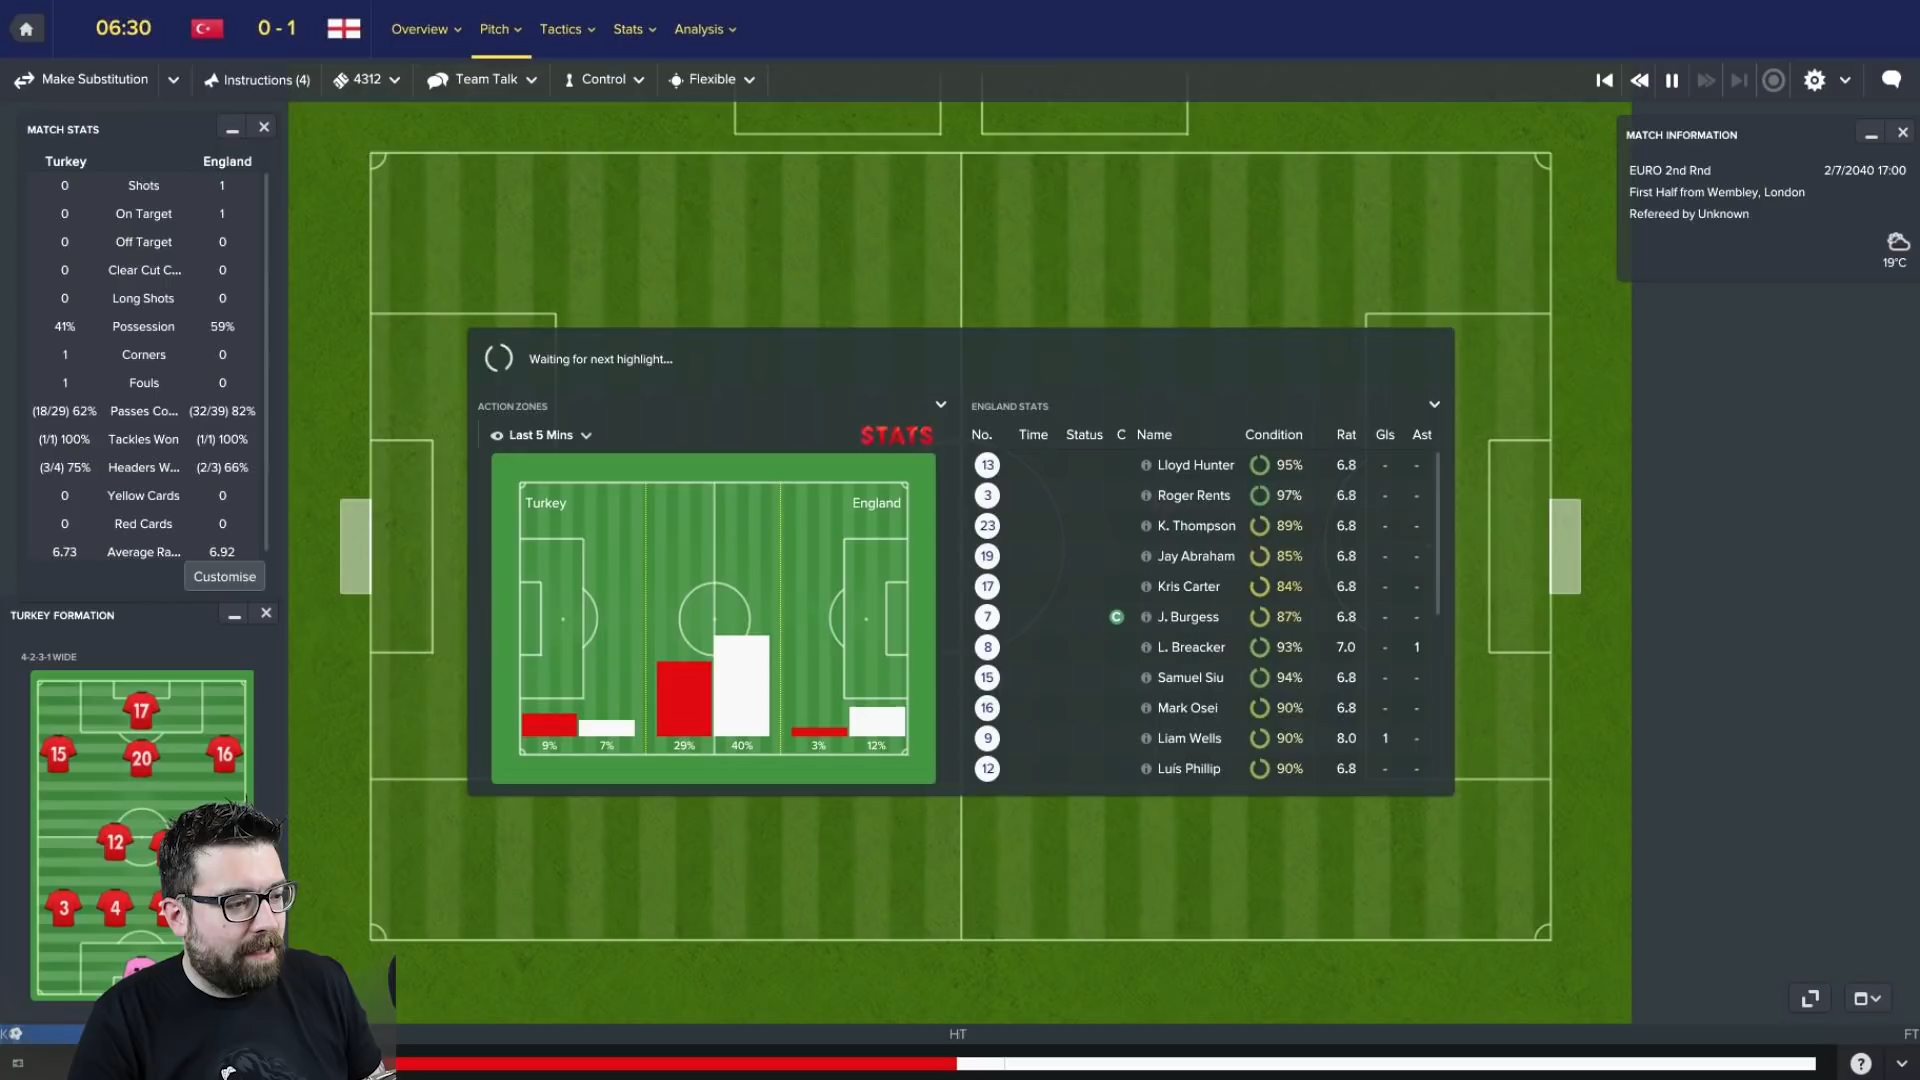 06:30 0 - 1 Overview Pitch Tactics Stats Analysis
Make Substitution Instructions (4) 4312 Team Talk Control Flexible
MATCH STATS
Turkey England
0 Shots 1
0 On Target 1
0 Off Target 0
0 Clear Cut C... 0
0 Long Shots 0
41% Possession 59%
1 Corners 0
1 Fouls 0
(18/29) 62% Passes Co... (32/39) 82%
(1/1) 100% Tackles Won (1/1) 100%
(3/4) 75% Headers W... (2/3) 66%
0 Yellow Cards 0
0 Red Cards 0
6.73 Average Ra... 6.92
Customise
TURKEY FORMATION
4-2-3-1 WIDE
17
15 20 16
12
3 4
Waiting for next highlight...
ACTION ZONES
Last 5 Mins STATS
Turkey England
9% 7% 29% 40% 3% 12%
ENGLAND STATS
No. Time Status C Name Condition Rat Gls Ast
13 Lloyd Hunter 95% 6.8 - -
3 Roger Rents 97% 6.8 - -
23 K. Thompson 89% 6.8 - -
19 Jay Abraham 85% 6.8 - -
17 Kris Carter 84% 6.8 - -
7 C J. Burgess 87% 6.8 - -
8 L. Breacker 93% 7.0 - 1
15 Samuel Siu 94% 6.8 - -
16 Mark Osei 90% 6.8 - -
9 Liam Wells 90% 8.0 1 -
12 Luís Phillip 90% 6.8 - -
MATCH INFORMATION
EURO 2nd Rnd 2/7/2040 17:00
First Half from Wembley, London
Refereed by Unknown
19°C
HT FT
?